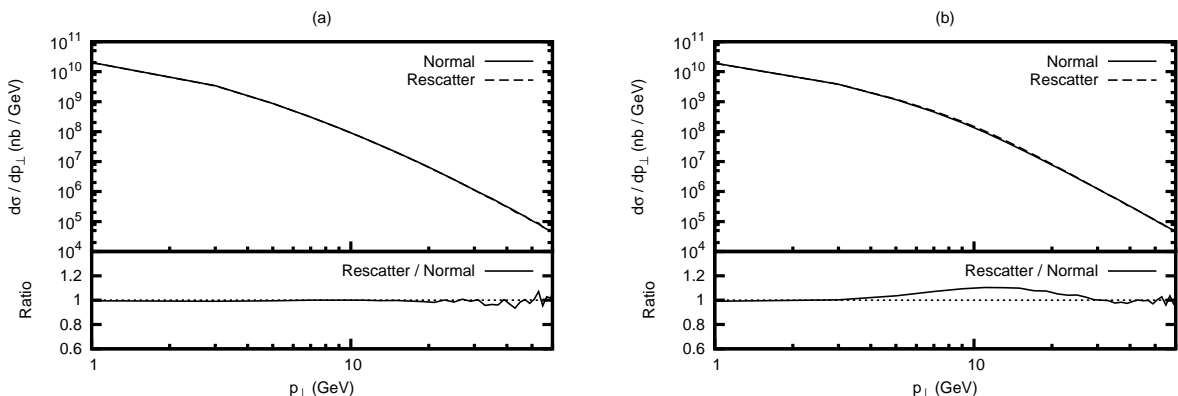 (a)
10^11
10^10
10^9
10^8
10^7
10^6
10^5
10^4
dσ / dp⊥ (nb / GeV)
Normal
Rescatter
1.2
1
0.8
0.6
Ratio
Rescatter / Normal
1
10
p⊥ (GeV)
(b)
10^11
10^10
10^9
10^8
10^7
10^6
10^5
10^4
dσ / dp⊥ (nb / GeV)
Normal
Rescatter
1.2
1
0.8
0.6
Ratio
Rescatter / Normal
1
10
p⊥ (GeV)